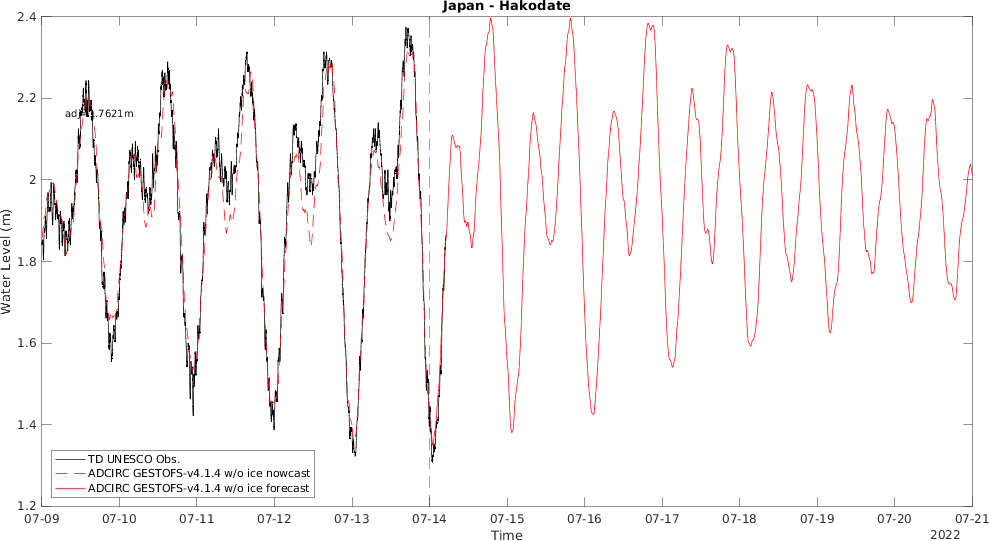 Japan - Hakodate
2.4
2.2
2
1.8
1.6
1.4
1.2
Water Level (m)
TD UNESCO Obs.
ADCIRC GESTOFS-v4.1.4 w/o ice nowcast
ADCIRC GESTOFS-v4.1.4 w/o ice forecast
07-09 07-10 07-11 07-12 07-13 07-14 07-15 07-16 07-17 07-18 07-19 07-20 07-21
Time
2022